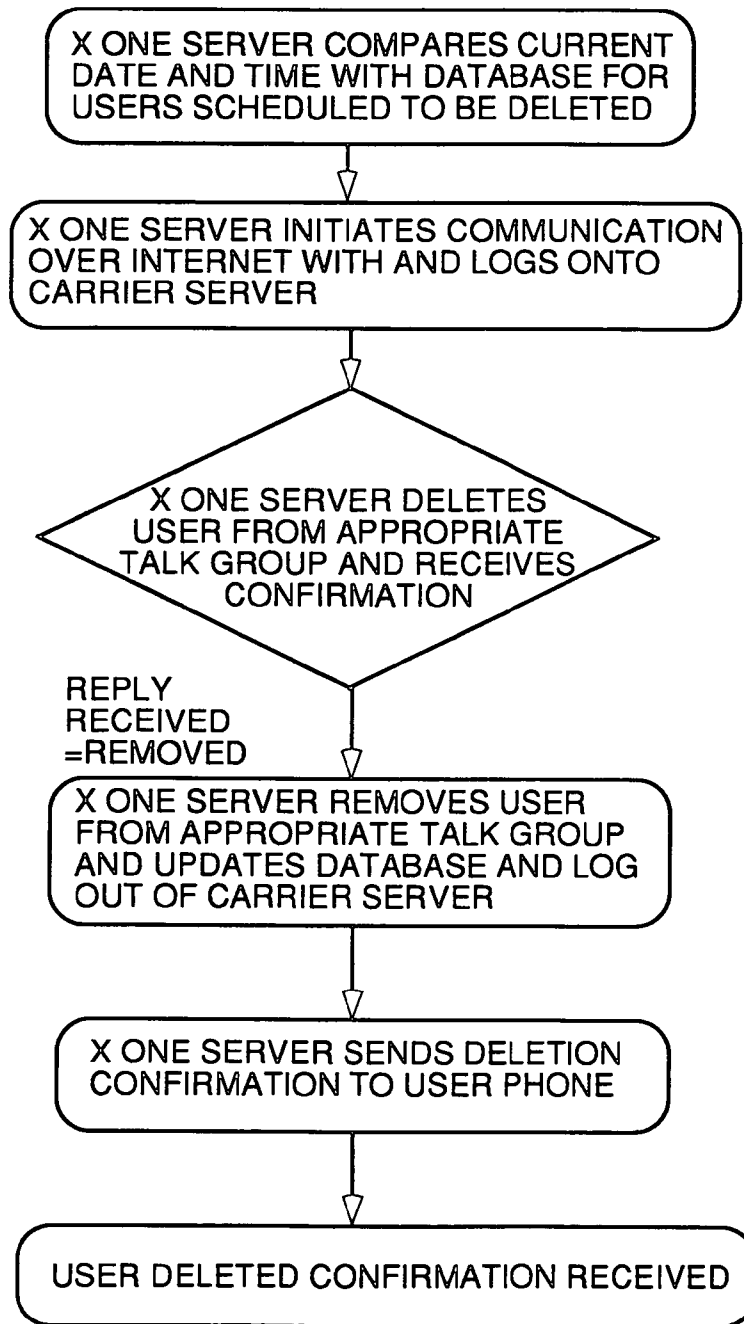 X ONE SERVER COMPARES CURRENT
DATE AND TIME WITH DATABASE FOR
USERS SCHEDULED TO BE DELETED
X ONE SERVER INITIATES COMMUNICATION
OVER INTERNET WITH AND LOGS ONTO
CARRIER SERVER
X ONE SERVER DELETES
USER FROM APPROPRIATE
TALK GROUP AND RECEIVES
CONFIRMATION
REPLY
RECEIVED
=REMOVED
X ONE SERVER REMOVES USER
FROM APPROPRIATE TALK GROUP
AND UPDATES DATABASE AND LOG
OUT OF CARRIER SERVER
X ONE SERVER SENDS DELETION
CONFIRMATION TO USER PHONE
USER DELETED CONFIRMATION RECEIVED